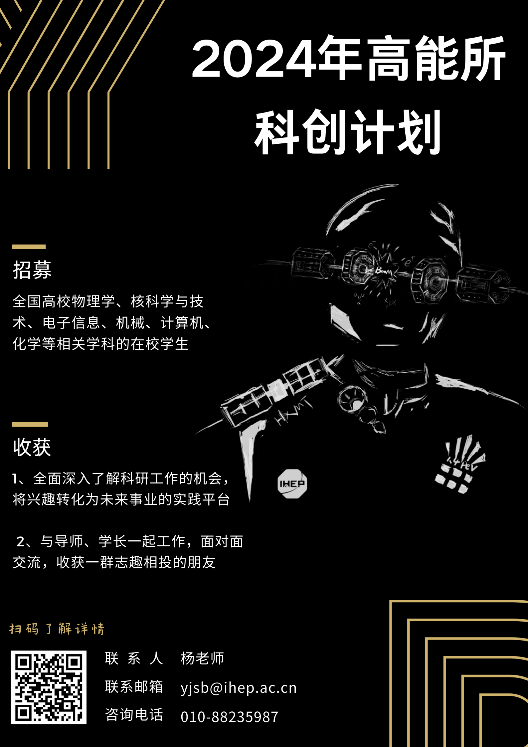 2024年高能所
科创计划
招募
全国高校物理学、核科学与技
术、电子信息、机械、计算机、
化学等相关学科的在校学生
HXMT
IHEP
收获
1、全面深入了解科研工作的机会，
将兴趣转化为未来事业的实践平台
2、与导师、学长一起工作，面对面
交流，收获一群志趣相投的朋友
扫码了解详情
联 系 人 杨老师
联系邮箱 yjsb@ihep.ac.cn
咨询电话 010-88235987